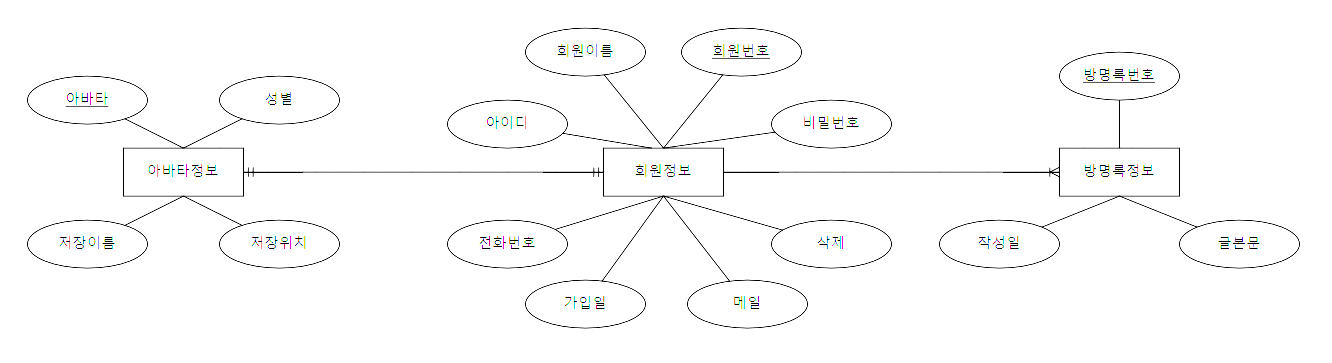 회원이름
회원번호
방명록번호
아바타
성별
아이디
비밀번호
아바타정보
회원정보
방명록정보
저장이름
저장위치
전화번호
삭제
작성일
글본문
가입일
메일